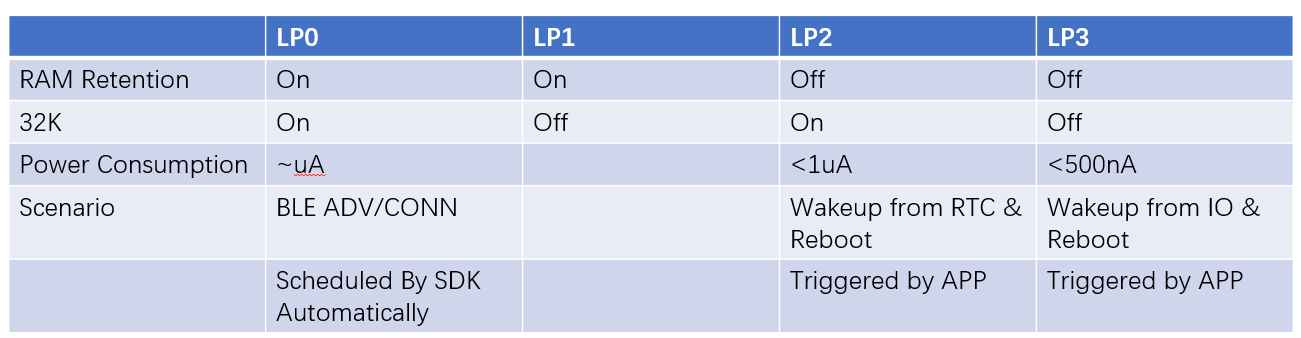 LP0 LP1 LP2 LP3
RAM Retention On On Off Off
32K On Off On Off
Power Consumption ~uA <1uA <500nA
Scenario BLE ADV/CONN Wakeup from RTC & Wakeup from IO &
Reboot Reboot
Scheduled By SDK Triggered by APP Triggered by APP
Automatically